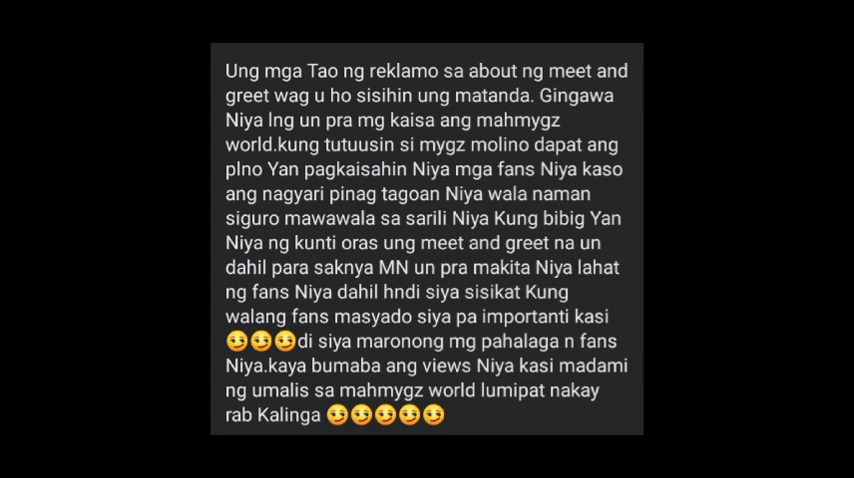 Ung mga Tao ng reklamo sa about ng meet and
greet wag u ho sisihin ung matanda. Gingawa
Niya lng un pra mg kaisa ang mahmygz
world.kung tutuusin si mygz molino dapat ang
plno Yan pagkaisahin Niya mga fans Niya kaso
ang nagyari pinag tagoan Niya wala naman
siguro mawawala sa sarili Niya Kung bibig Yan
Niya ng kunti oras ung meet and greet na un
dahil para saknya MN un pra makita Niya lahat
ng fans Niya dahil hndi siya sisikat Kung
walang fans masyado siya pa importanti kasi
😏😏😏di siya maronong mg pahalaga n fans
Niya.kaya bumaba ang views Niya kasi madami
ng umalis sa mahmygz world lumipat nakay
rab Kalinga 😏😏😏😏😏